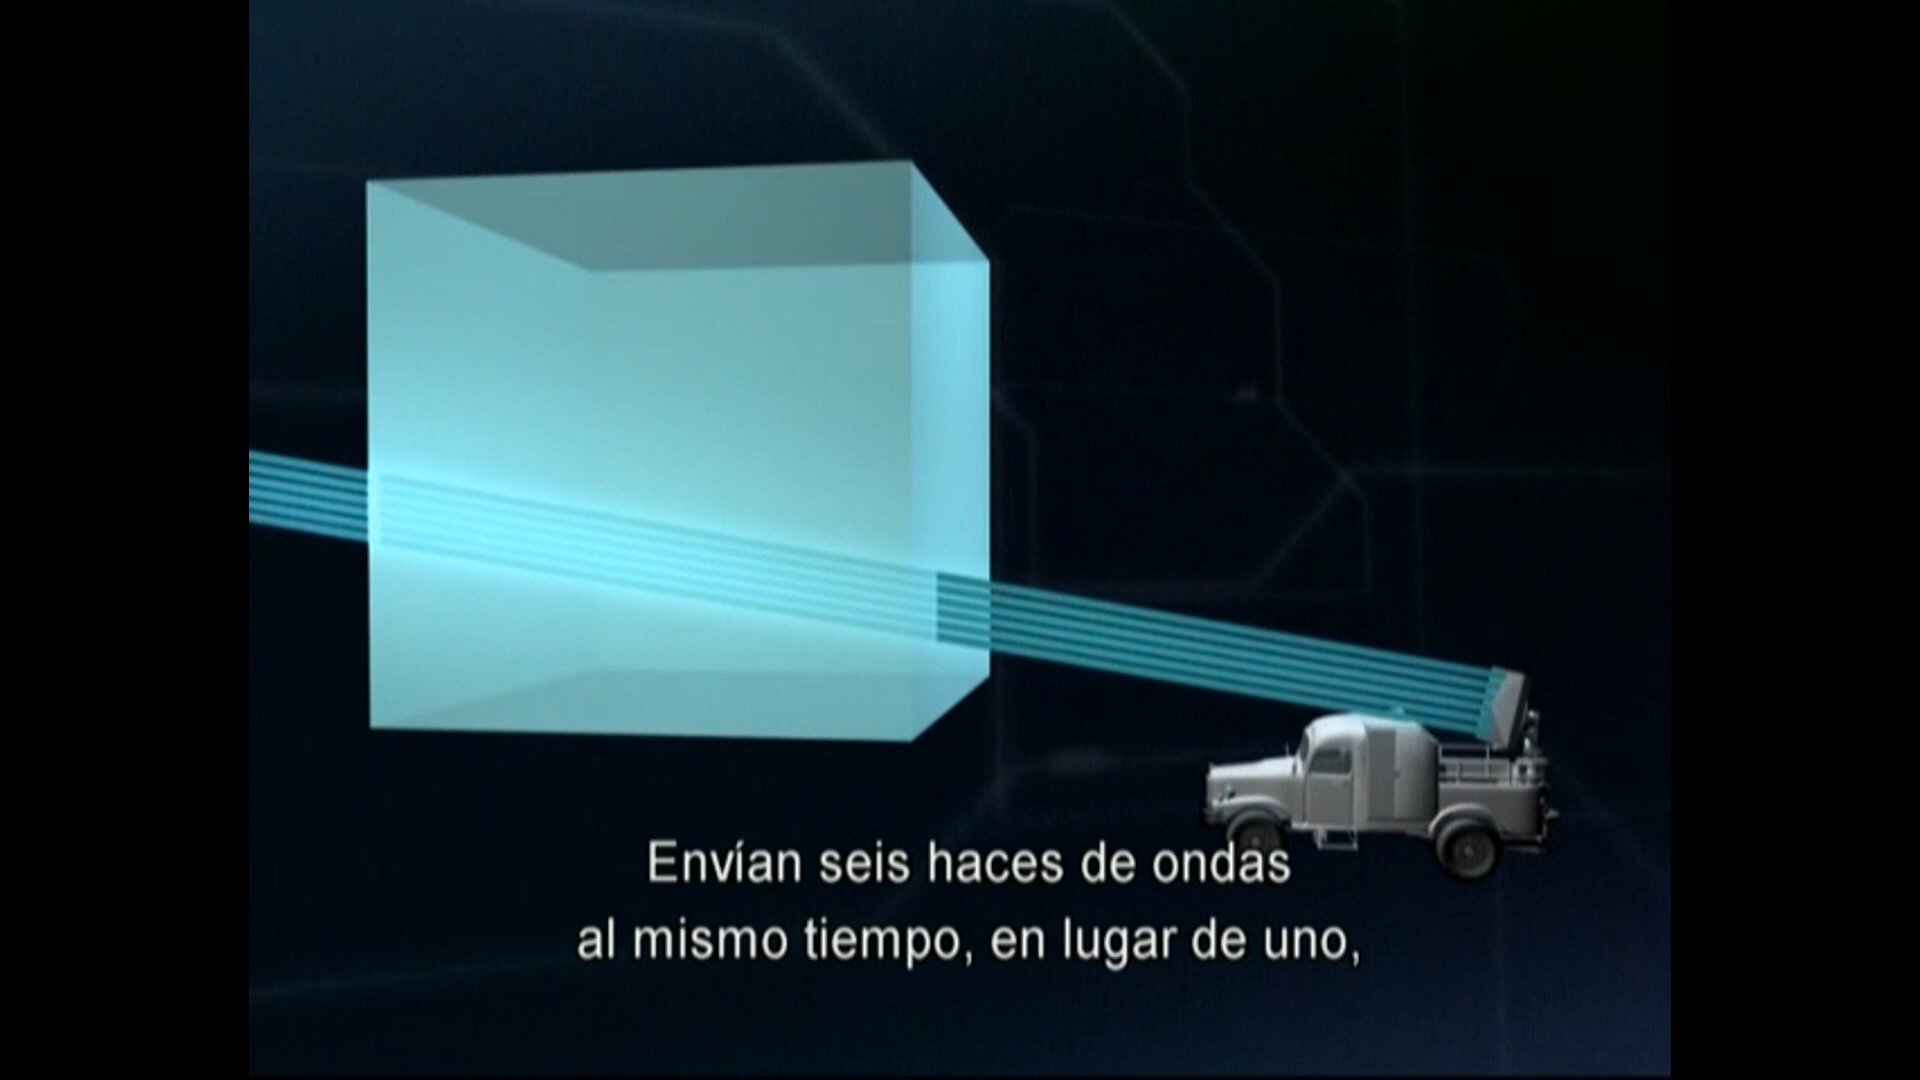 Envían seis haces de ondas
al mismo tiempo, en lugar de uno,